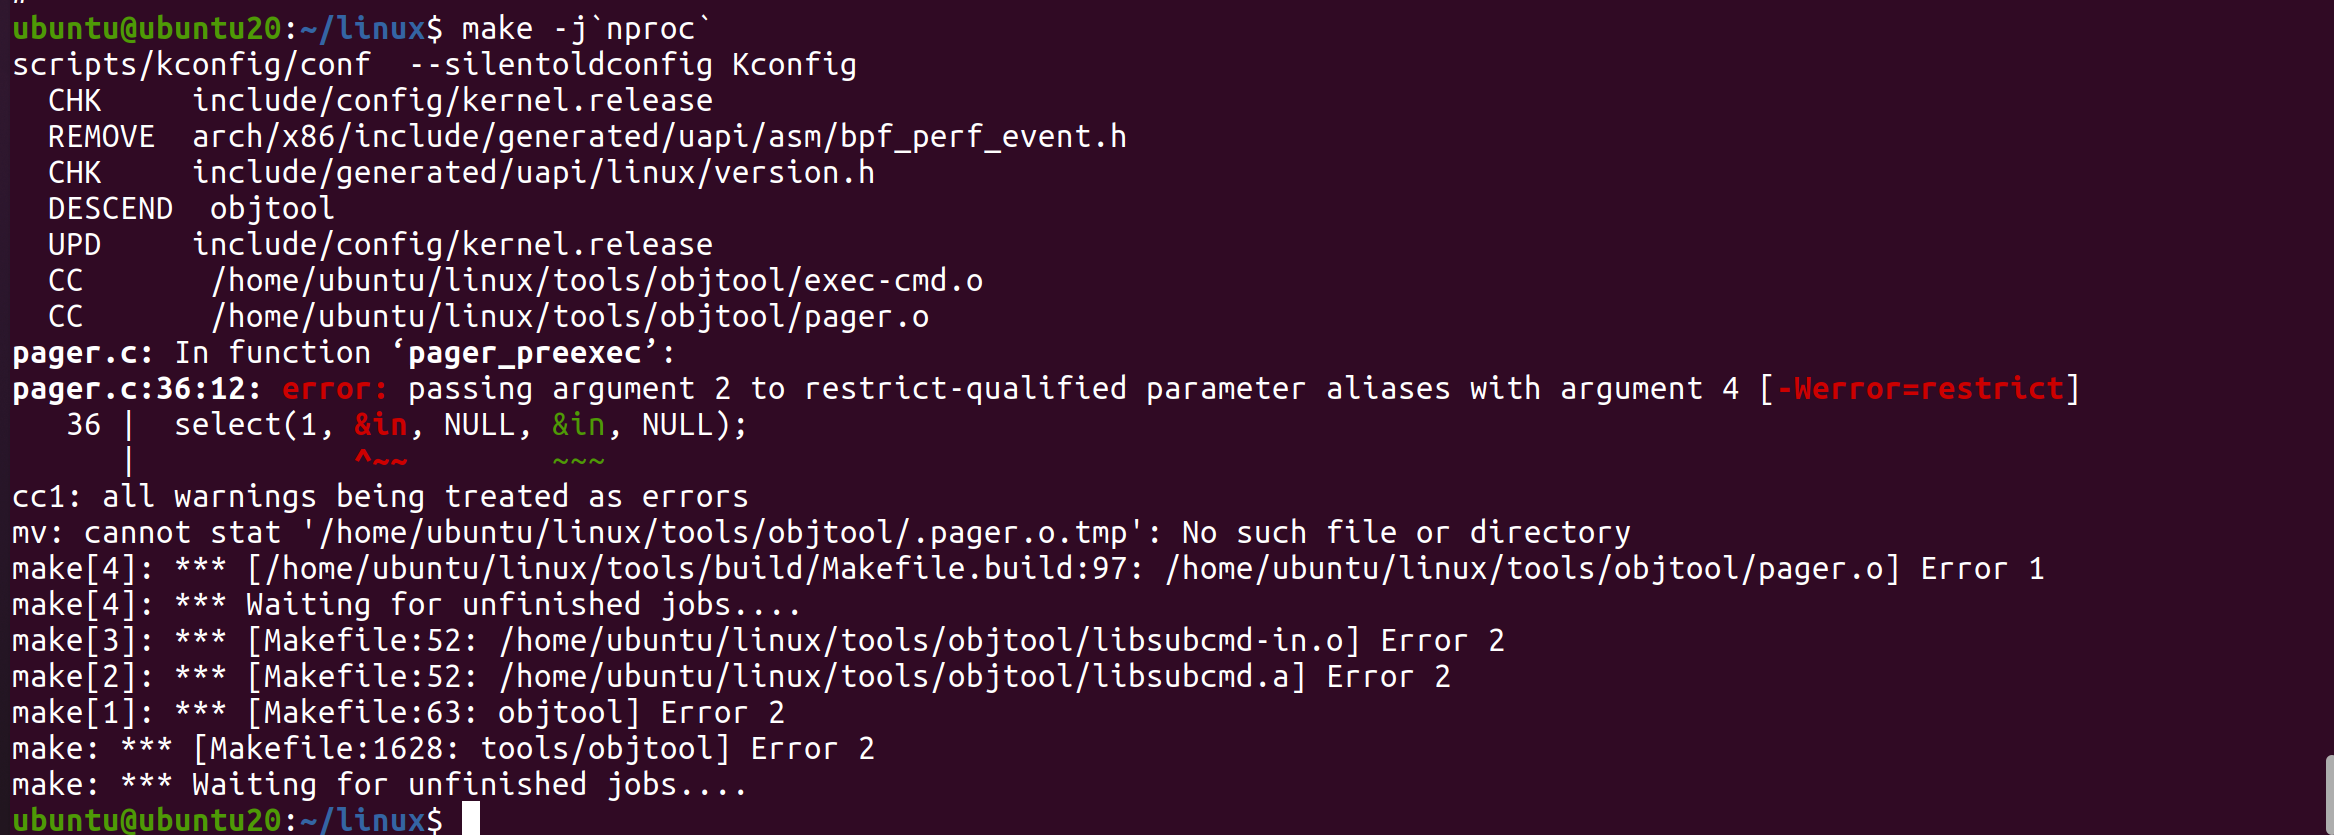 ubuntu@ubuntu20:~/linux$ make -j`nproc`
scripts/kconfig/conf  --silentoldconfig Kconfig
  CHK     include/config/kernel.release
  REMOVE  arch/x86/include/generated/uapi/asm/bpf_perf_event.h
  CHK     include/generated/uapi/linux/version.h
  DESCEND  objtool
  UPD     include/config/kernel.release
  CC       /home/ubuntu/linux/tools/objtool/exec-cmd.o
  CC       /home/ubuntu/linux/tools/objtool/pager.o
pager.c: In function ‘pager_preexec’:
pager.c:36:12: error: passing argument 2 to restrict-qualified parameter aliases with argument 4 [-Werror=restrict]
   36 |  select(1, &in, NULL, &in, NULL);
      |            ^~~        ~~~
cc1: all warnings being treated as errors
mv: cannot stat '/home/ubuntu/linux/tools/objtool/.pager.o.tmp': No such file or directory
make[4]: *** [/home/ubuntu/linux/tools/build/Makefile.build:97: /home/ubuntu/linux/tools/objtool/pager.o] Error 1
make[4]: *** Waiting for unfinished jobs....
make[3]: *** [Makefile:52: /home/ubuntu/linux/tools/objtool/libsubcmd-in.o] Error 2
make[2]: *** [Makefile:52: /home/ubuntu/linux/tools/objtool/libsubcmd.a] Error 2
make[1]: *** [Makefile:63: objtool] Error 2
make: *** [Makefile:1628: tools/objtool] Error 2
make: *** Waiting for unfinished jobs....
ubuntu@ubuntu20:~/linux$